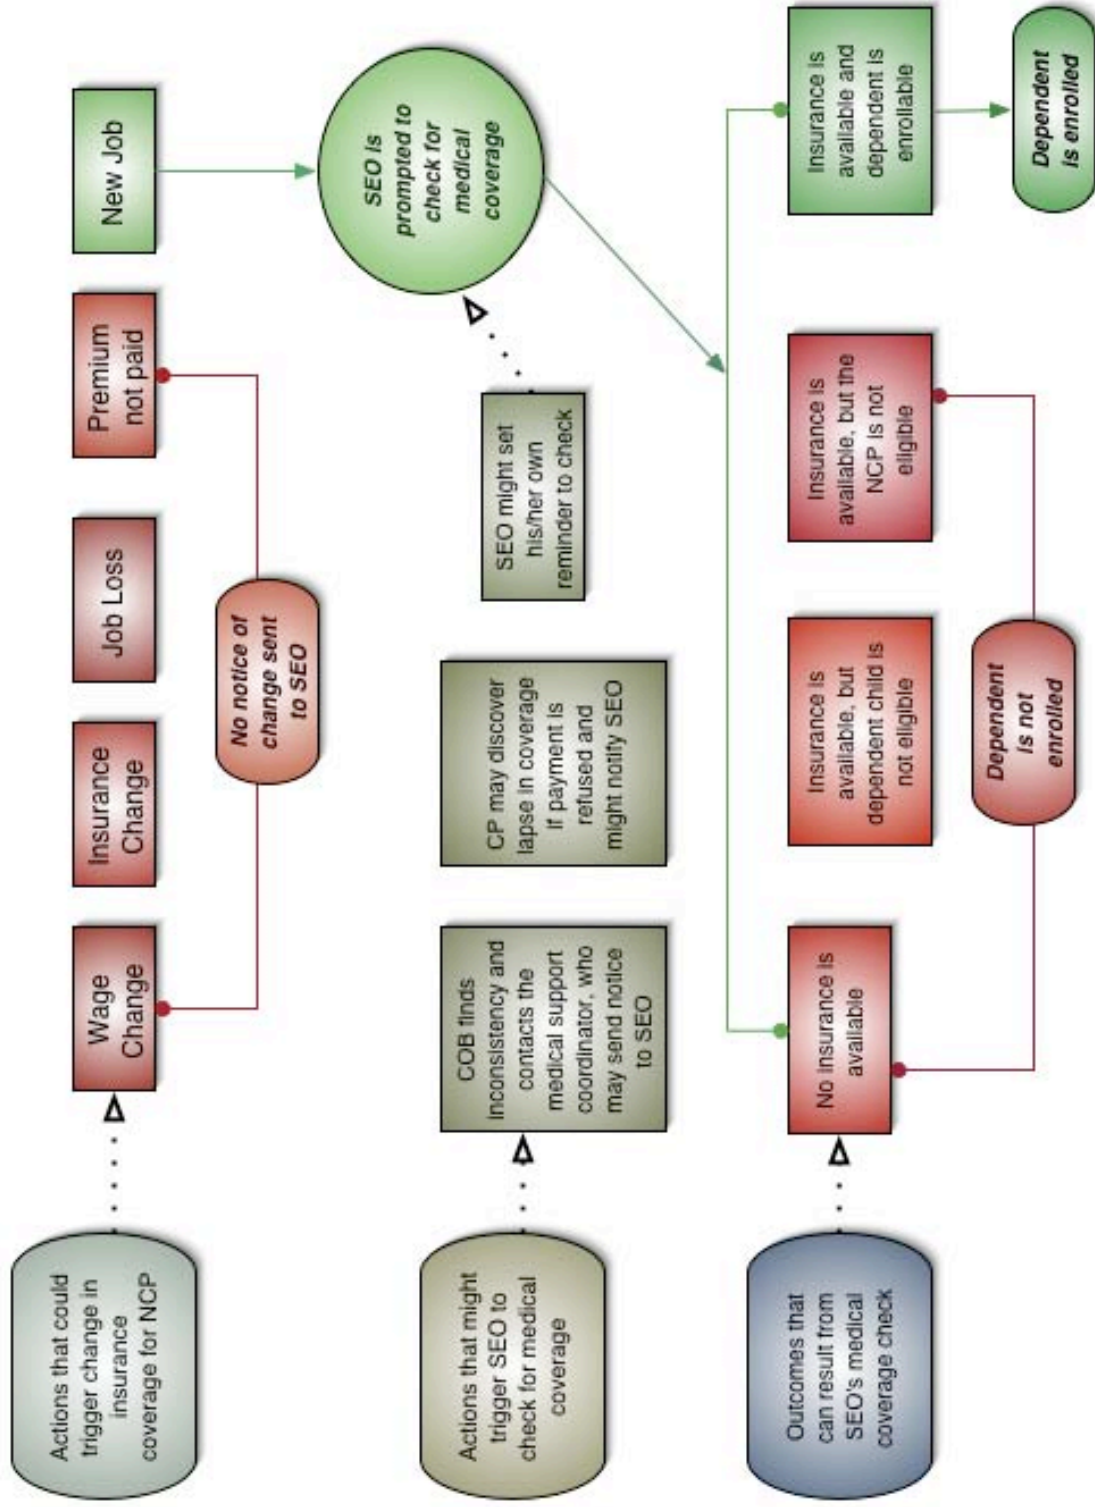 Actions that could
trigger change in
insurance
coverage for NCP
Wage
Change
Insurance
Change
Job Loss
Premium
not paid
New Job
No notice of
change sent
to SEO
SEO is
prompted to
check for
medical
coverage
Actions that might
trigger SEO to
check for medical
coverage
COB finds
inconsistency and
contacts the
medical support
coordinator, who
may send notice
to SEO
CP may discover
lapse in coverage
if payment is
refused and
might notify SEO
SEO might set
his/her own
reminder to check
Outcomes that
can result from
SEO's medical
coverage check
No insurance is
available
Insurance is
available, but
dependent child is
not eligible
Insurance is
available, but the
NCP is not
eligible
Insurance is
available and
dependent is
enrollable
Dependent
is not
enrolled
Dependent
is enrolled